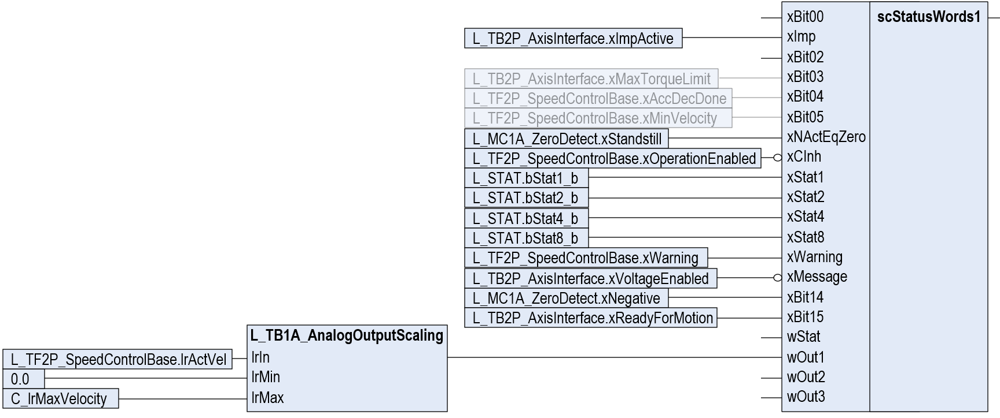 xBit00 scStatusWords1
L_TB2P_AxisInterface.xImpActive xImp
xBit02
L_TB2P_AxisInterface.xMaxTorqueLimit xBit03
L_TF2P_SpeedControlBase.xAccDecDone xBit04
L_TF2P_SpeedControlBase.xMinVelocity xBit05
L_MC1A_ZeroDetect.xStandstill xNActEqZero
L_TF2P_SpeedControlBase.xOperationEnabled xCInh
L_STAT.bStat1_b xStat1
L_STAT.bStat2_b xStat2
L_STAT.bStat4_b xStat4
L_STAT.bStat8_b xStat8
L_TF2P_SpeedControlBase.xWarning xWarning
L_TB2P_AxisInterface.xVoltageEnabled xMessage
L_MC1A_ZeroDetect.xNegative xBit14
L_TB2P_AxisInterface.xReadyForMotion xBit15
L_TB1A_AnalogOutputScaling wStat
L_TF2P_SpeedControlBase.lrActVel lrIn wOut1
0.0 lrMin wOut2
C_lrMaxVelocity lrMax wOut3